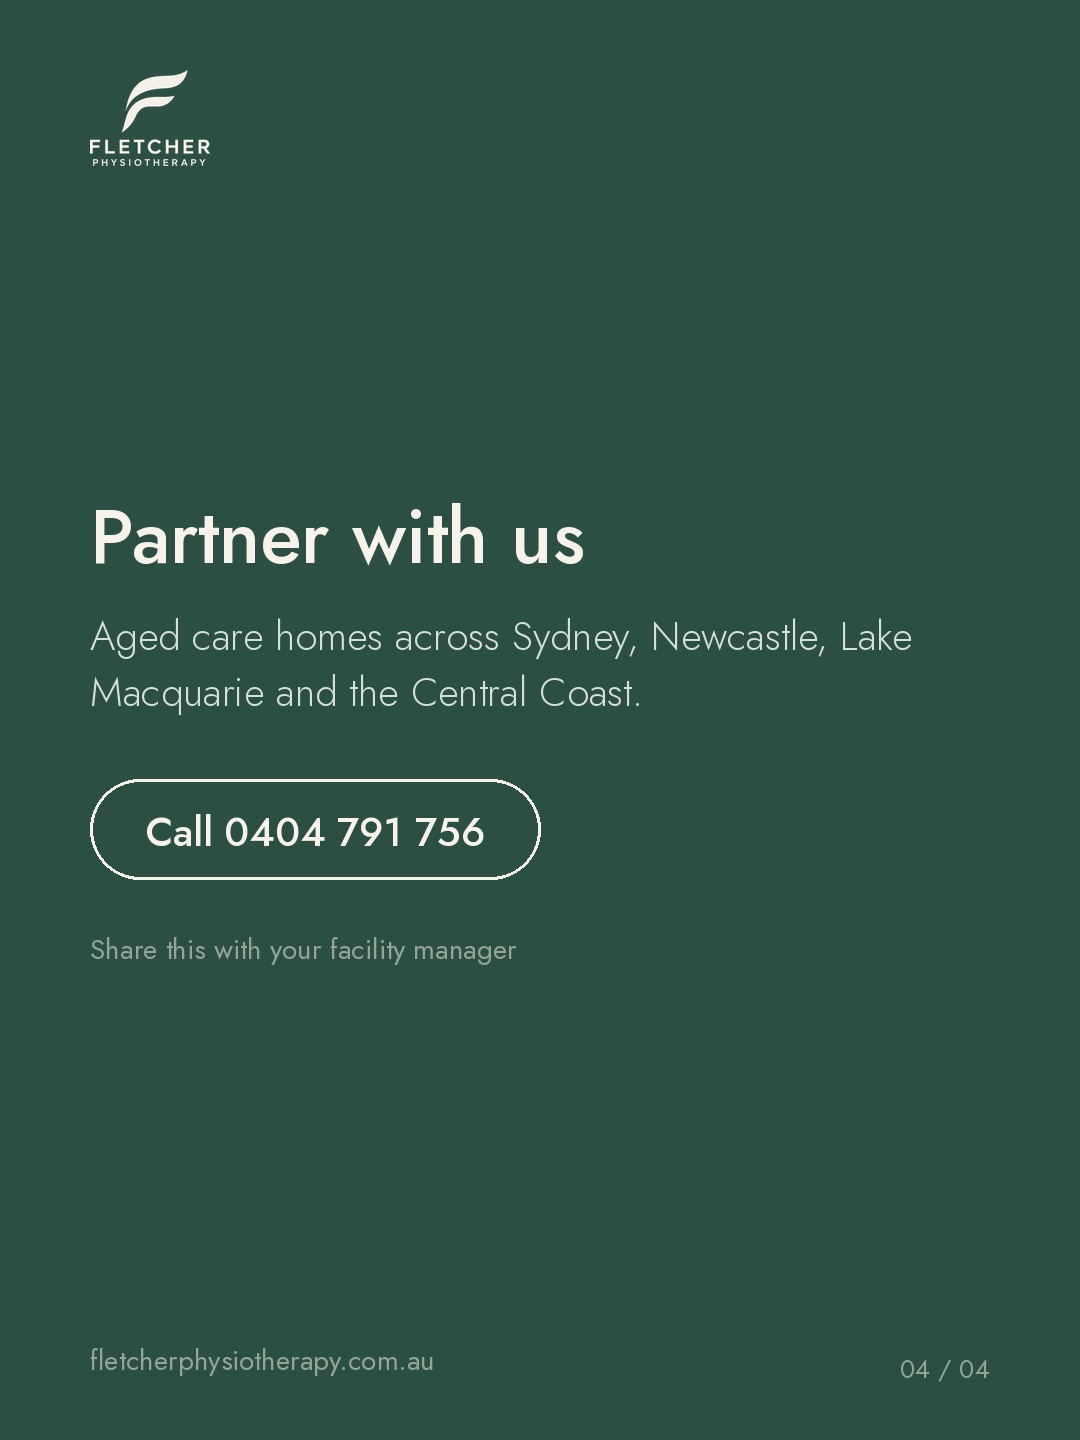 FLETCHER
PHYSIOTHERAPY
Partner with us
Aged care homes across Sydney, Newcastle, Lake
Macquarie and the Central Coast.
Call 0404 791 756
Share this with your facility manager
fletcherphysiotherapy.com.au
04 / 04